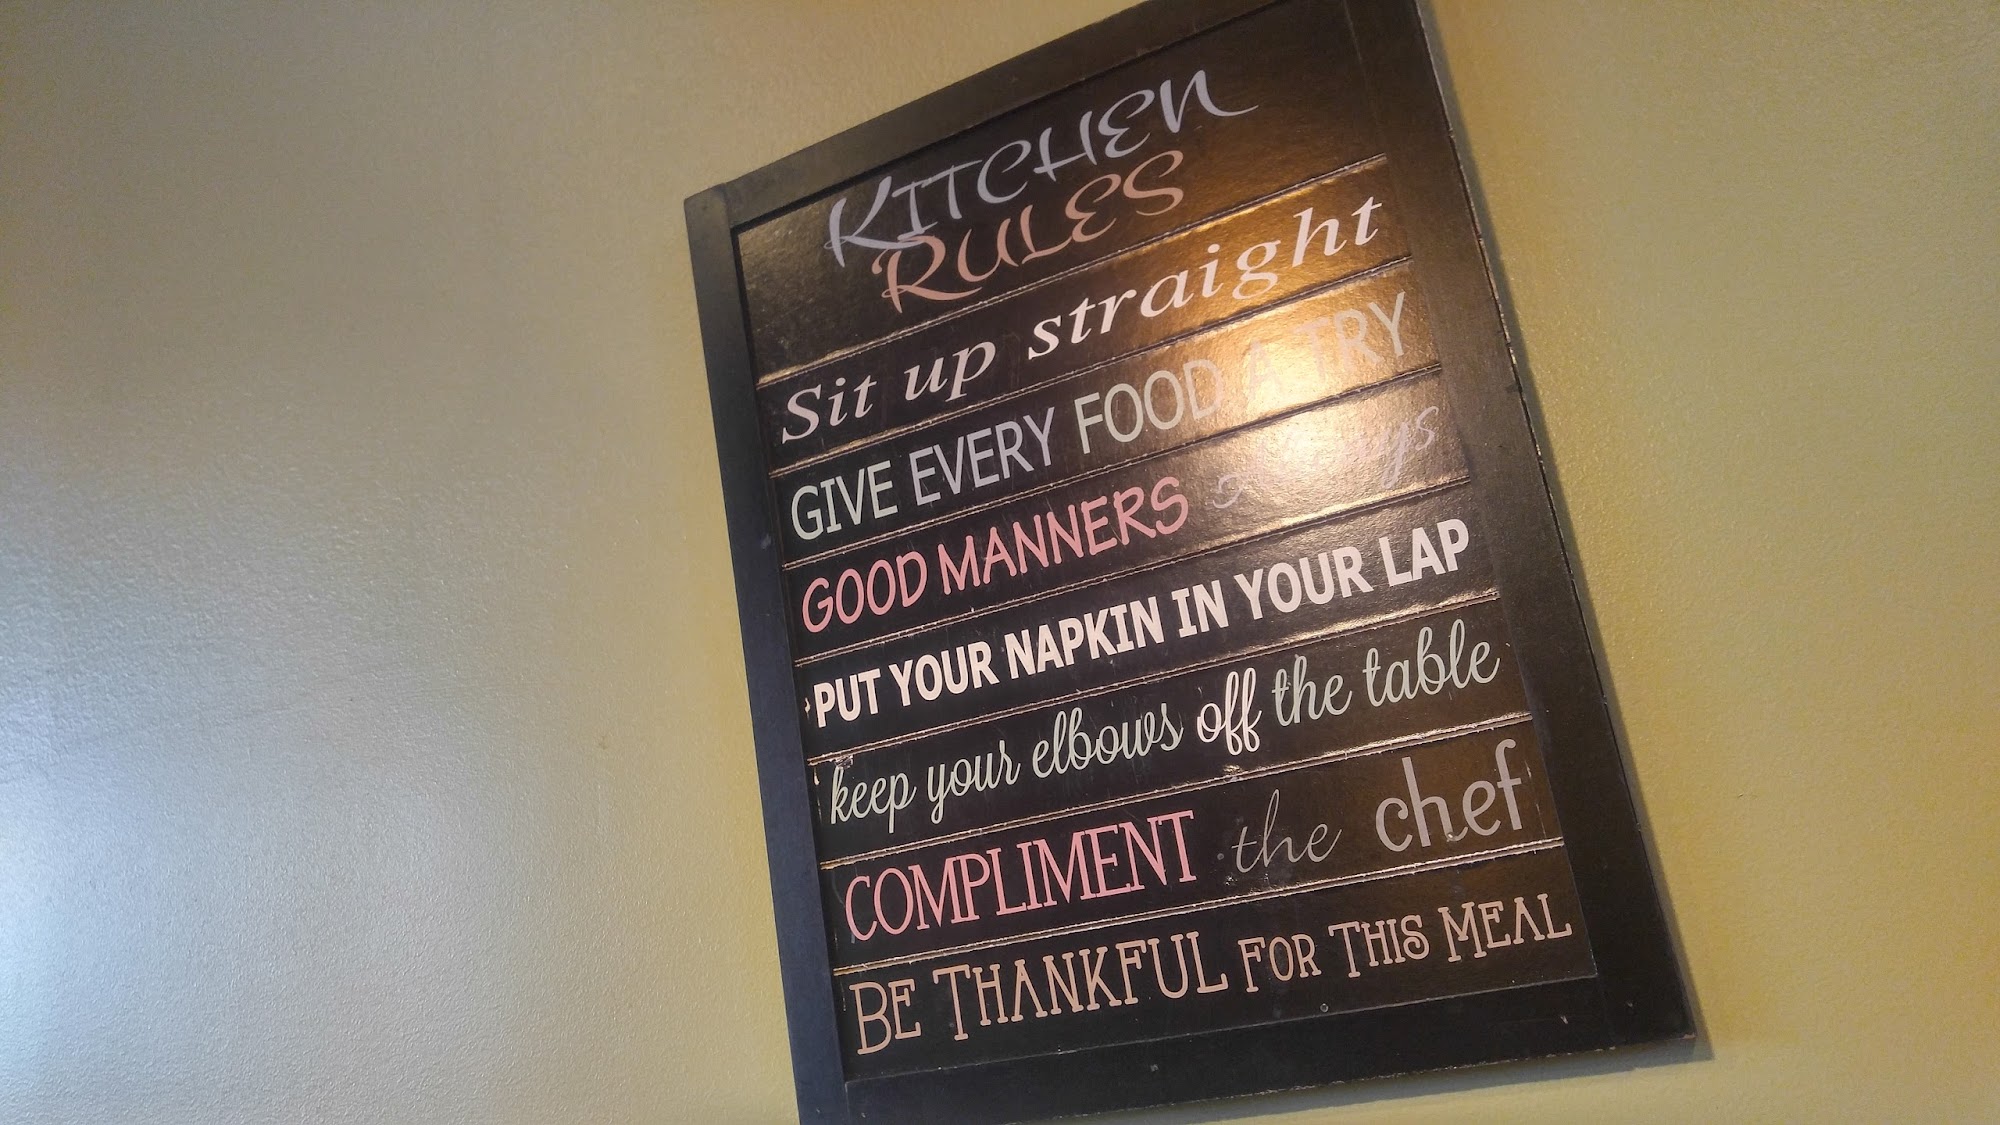 KITCHEN
RULES
Sit up straight
GIVE EVERY FOOD A TRY
GOOD MANNERS always
PUT YOUR NAPKIN IN YOUR LAP
keep your elbows off the table
COMPLIMENT the chef
BE THANKFUL FOR THIS MEAL